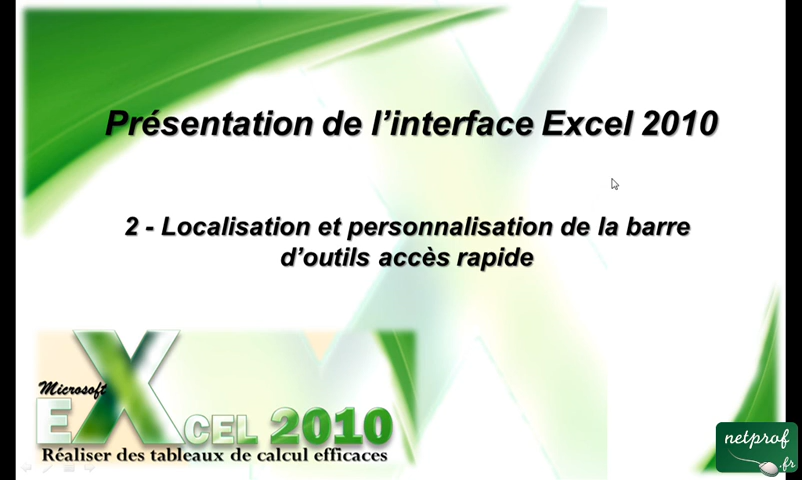 Présentation de l’interface Excel 2010
2 - Localisation et personnalisation de la barre
d’outils accès rapide
Microsoft
EXCEL 2010
Réaliser des tableaux de calcul efficaces
netprof
.fr